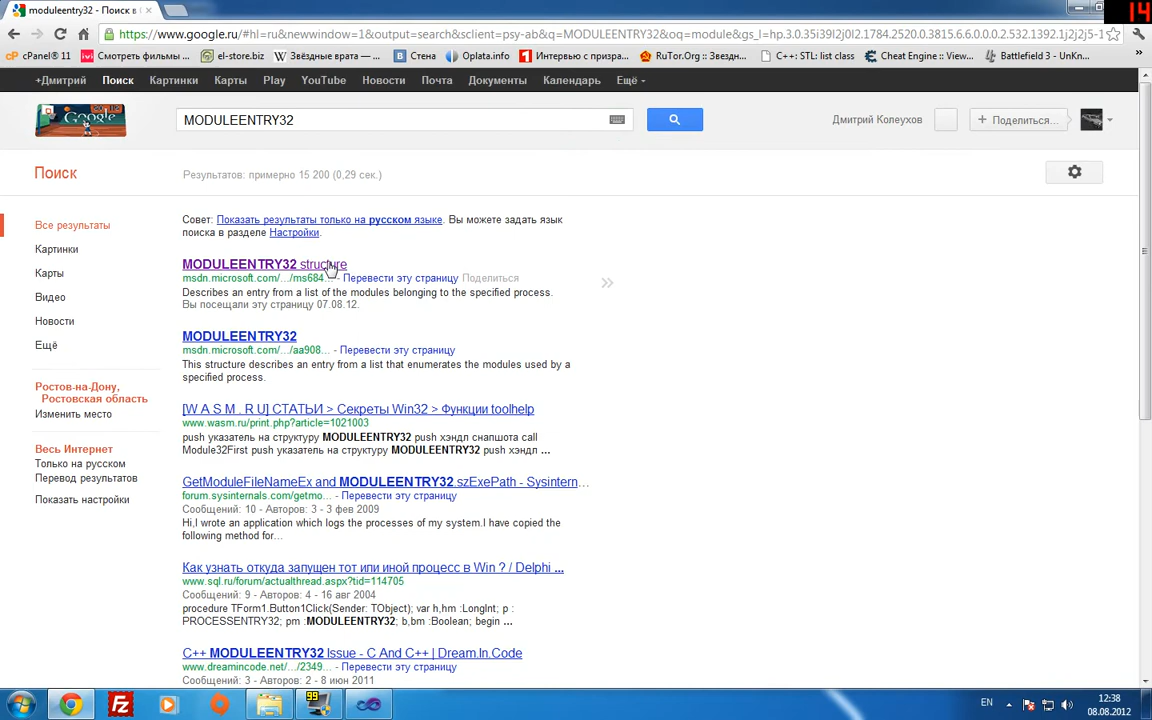 moduleentry32 - Поиск в
14
https://www.google.ru/#hl=ru&newwindow=1&output=search&sclient=psy-ab&q=MODULEENTRY32&oq=module&gs_l=hp.3.0.35i39l2j0l2.1784.2520.0.3815.6.6.0.0.0.2.532.1392.1j2j2j5-1
cPanel® 11 Смотреть фильмы ... el-store.biz Звёздные врата — ... Стена Oplata.info Интервью с призра... RuTor.Org :: Звездн... C++: STL: list class Cheat Engine :: View... Battlefield 3 - UnKn... »
+Дмитрий Поиск Картинки Карты Play YouTube Новости Почта Документы Календарь Ещё
Google MODULEENTRY32 Дмитрий Колеухов + Поделиться...
Поиск Результатов: примерно 15 200 (0,29 сек.)
Все результаты
Картинки
Карты
Видео
Новости
Ещё
Ростов-на-Дону,
Ростовская область
Изменить место
Весь Интернет
Только на русском
Перевод результатов
Показать настройки
Совет: Показать результаты только на русском языке. Вы можете задать язык
поиска в разделе Настройки.
MODULEENTRY32 structure
msdn.microsoft.com/.../ms684... - Перевести эту страницу Поделиться
Describes an entry from a list of the modules belonging to the specified process.
Вы посещали эту страницу 07.08.12.
MODULEENTRY32
msdn.microsoft.com/.../aa908... - Перевести эту страницу
This structure describes an entry from a list that enumerates the modules used by a
specified process.
[W A S M . R U] СТАТЬИ > Секреты Win32 > Функции toolhelp
www.wasm.ru/print.php?article=1021003
push указатель на структуру MODULEENTRY32 push хэндл снапшота call
Module32First push указатель на структуру MODULEENTRY32 push хэндл ...
GetModuleFileNameEx and MODULEENTRY32.szExePath - Sysintern...
forum.sysinternals.com/getmo... - Перевести эту страницу
Сообщений: 10 - Авторов: 3 - 3 фев 2009
Hi,I wrote an application which logs the processes of my system.I have copied the
following method for...
Как узнать откуда запущен тот или иной процесс в Win ? / Delphi ...
www.sql.ru/forum/actualthread.aspx?tid=114705
Сообщений: 9 - Авторов: 4 - 16 авг 2004
procedure TForm1.Button1Click(Sender: TObject); var h,hm :LongInt; p :
PROCESSENTRY32; pm :MODULEENTRY32; b,bm :Boolean; begin ...
C++ MODULEENTRY32 Issue - C And C++ | Dream.In.Code
www.dreamincode.net/.../2349... - Перевести эту страницу
Сообщений: 3 - Авторов: 2 - 8 июн 2011
99 EN 12:38
08.08.2012